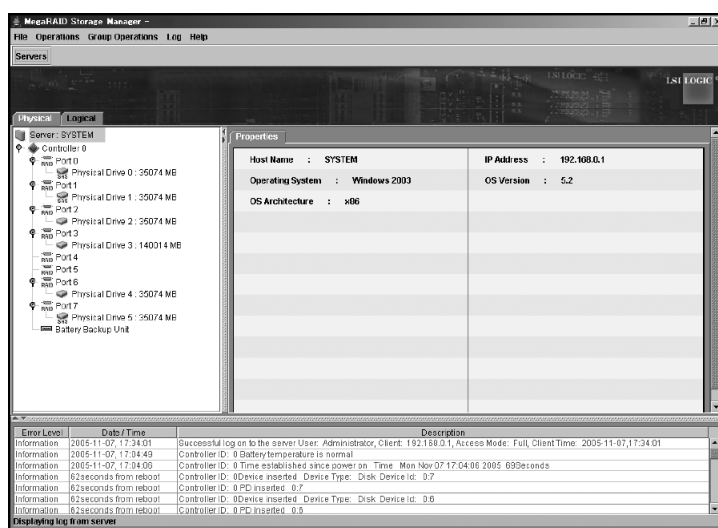 MegaRAID Storage Manager -
File Operations Group Operations Log Help
Servers
LSI LOGIC
LSI LOGIC
Physical Logical
Server: SYSTEM
Controller 0
Port 0
Physical Drive 0 : 35074 MB
Port 1
Physical Drive 1 : 35074 MB
Port 2
Physical Drive 2 : 35074 MB
Port 3
Physical Drive 3 : 140014 MB
Port 4
Port 5
Port 6
Physical Drive 4 : 35074 MB
Port 7
Physical Drive 5 : 35074 MB
Battery Backup Unit
Properties
Host Name : SYSTEM
IP Address : 192.168.0.1
Operating System : Windows 2003
OS Version : 5.2
OS Architecture : x86
Error Level Date / Time Description
Information 2005-11-07, 17:34:01 Successful log on to the server User: Administrator, Client: 192.168.0.1, Access Mode: Full, Client Time: 2005-11-07,17:34:01
Information 2005-11-07, 17:04:49 Controller ID: 0 Battery temperature is normal
Information 2005-11-07, 17:04:06 Controller ID: 0 Time established since power on Time Mon Nov 07 17:04:06 2005 69Seconds
Information 62seconds from reboot Controller ID: 0Device inserted Device Type: Disk Device Id: 0:7
Information 62seconds from reboot Controller ID: 0 PD inserted 0:7
Information 62seconds from reboot Controller ID: 0Device inserted Device Type: Disk Device Id: 0:6
Information 62seconds from reboot Controller ID: 0 PD inserted 0:6
Displaying log from server